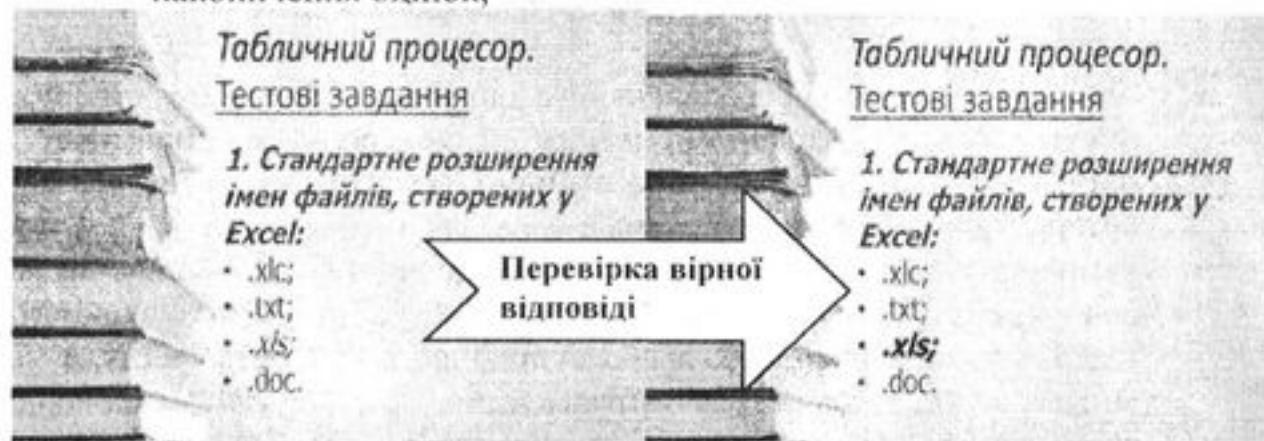 Табличний процесор.
Тестові завдання
1. Стандартне розширення
імен файлів, створених у
Excel:
• .xlc;
• .txt;
• .xls;
• .doc.
Перевірка вірної
відповіді
Табличний процесор.
Тестові завдання
1. Стандартне розширення
імен файлів, створених у
Excel:
• .xlc;
• .txt;
• .xls;
• .doc.